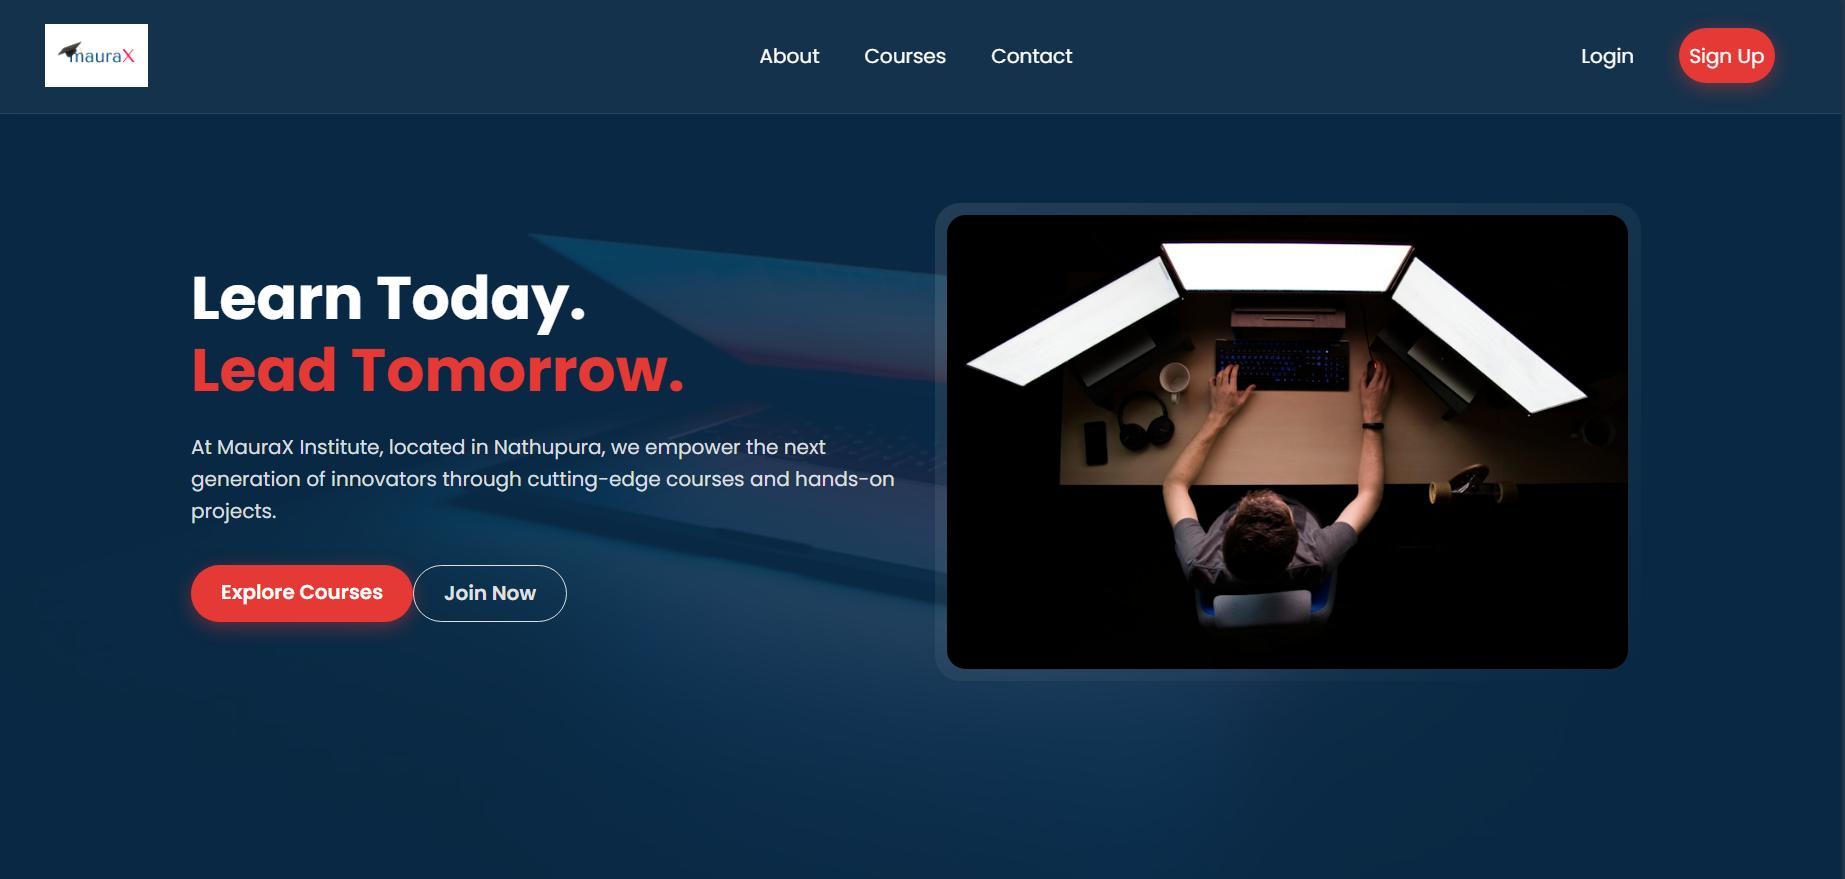 mauraX
About
Courses
Contact
Login
Sign Up
Learn Today.
Lead Tomorrow.
At MauraX Institute, located in Nathupura, we empower the next
generation of innovators through cutting-edge courses and hands-on
projects.
Explore Courses
Join Now